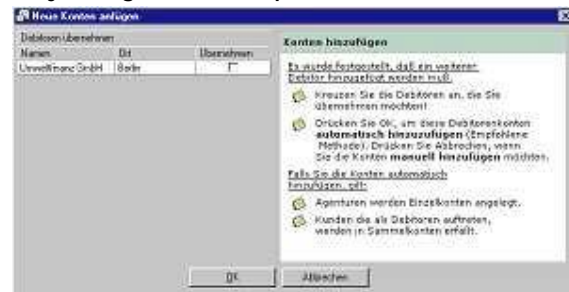 Neue Konten anfügen
Debitoren übernehmen
Namen Ort Übernehmen
Umweltfinanz GmbH Berlin
Konten hinzufügen
Es wurde festgestellt, daß ein weiterer
Debitor hinzugefügt werden muß.
Kreuzen Sie die Debitoren an, die Sie
übernehmen möchten!
Drücken Sie OK, um diese Debitorenkonten
automatisch hinzuzufügen (Empfohlene
Methode). Drücken Sie Abbrechen, wenn
Sie die Konten manuell hinzufügen möchten.
Falls Sie die Konten automatisch
hinzufügen, gilt:
Agenturen werden Einzelkonten angelegt.
Kunden die als Debitoren auftreten,
werden in Sammelkonten erfaßt.
OK Abbrechen